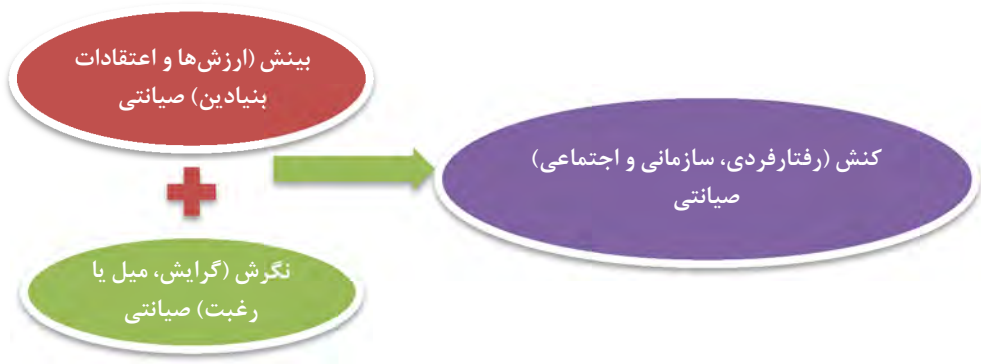 بینش (ارزش‌ها و اعتقادات
بنیادین) صیانتی
+
نگرش (گرایش، میل یا
رغبت) صیانتی
کنش (رفتارفردی، سازمانی و اجتماعی)
صیانتی